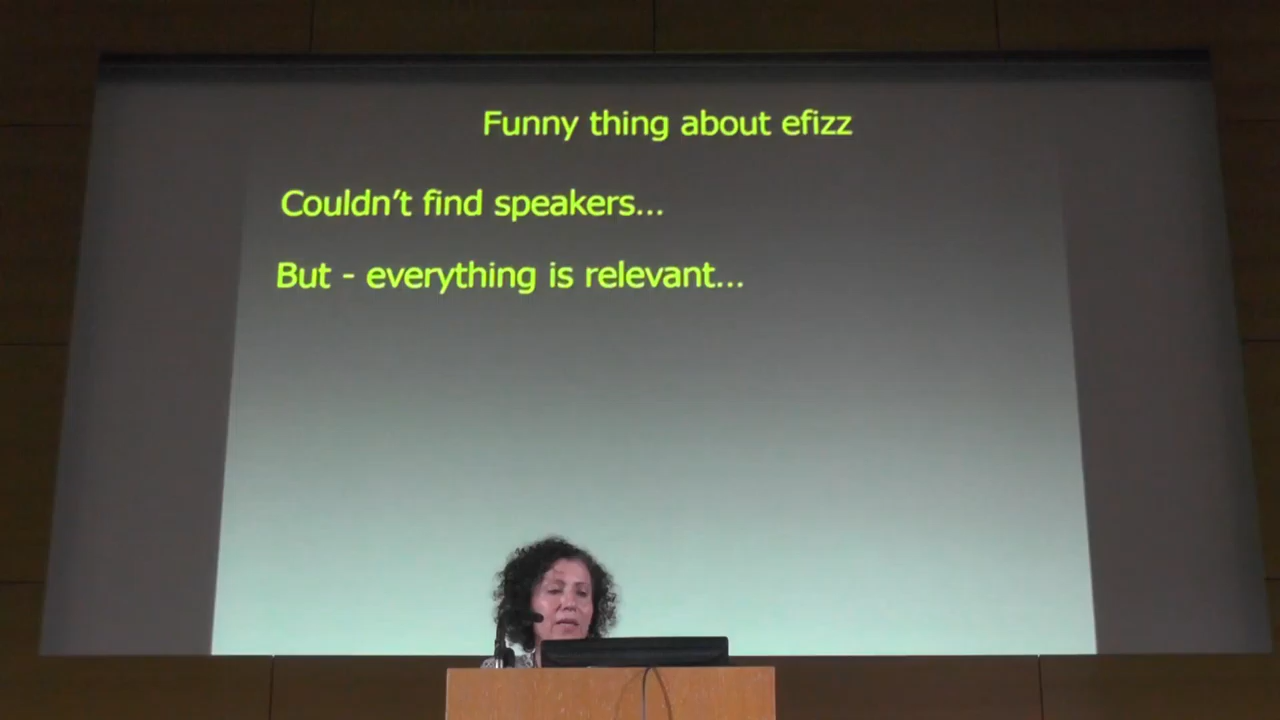 Funny thing about efizz
Couldn't find speakers...
But - everything is relevant...